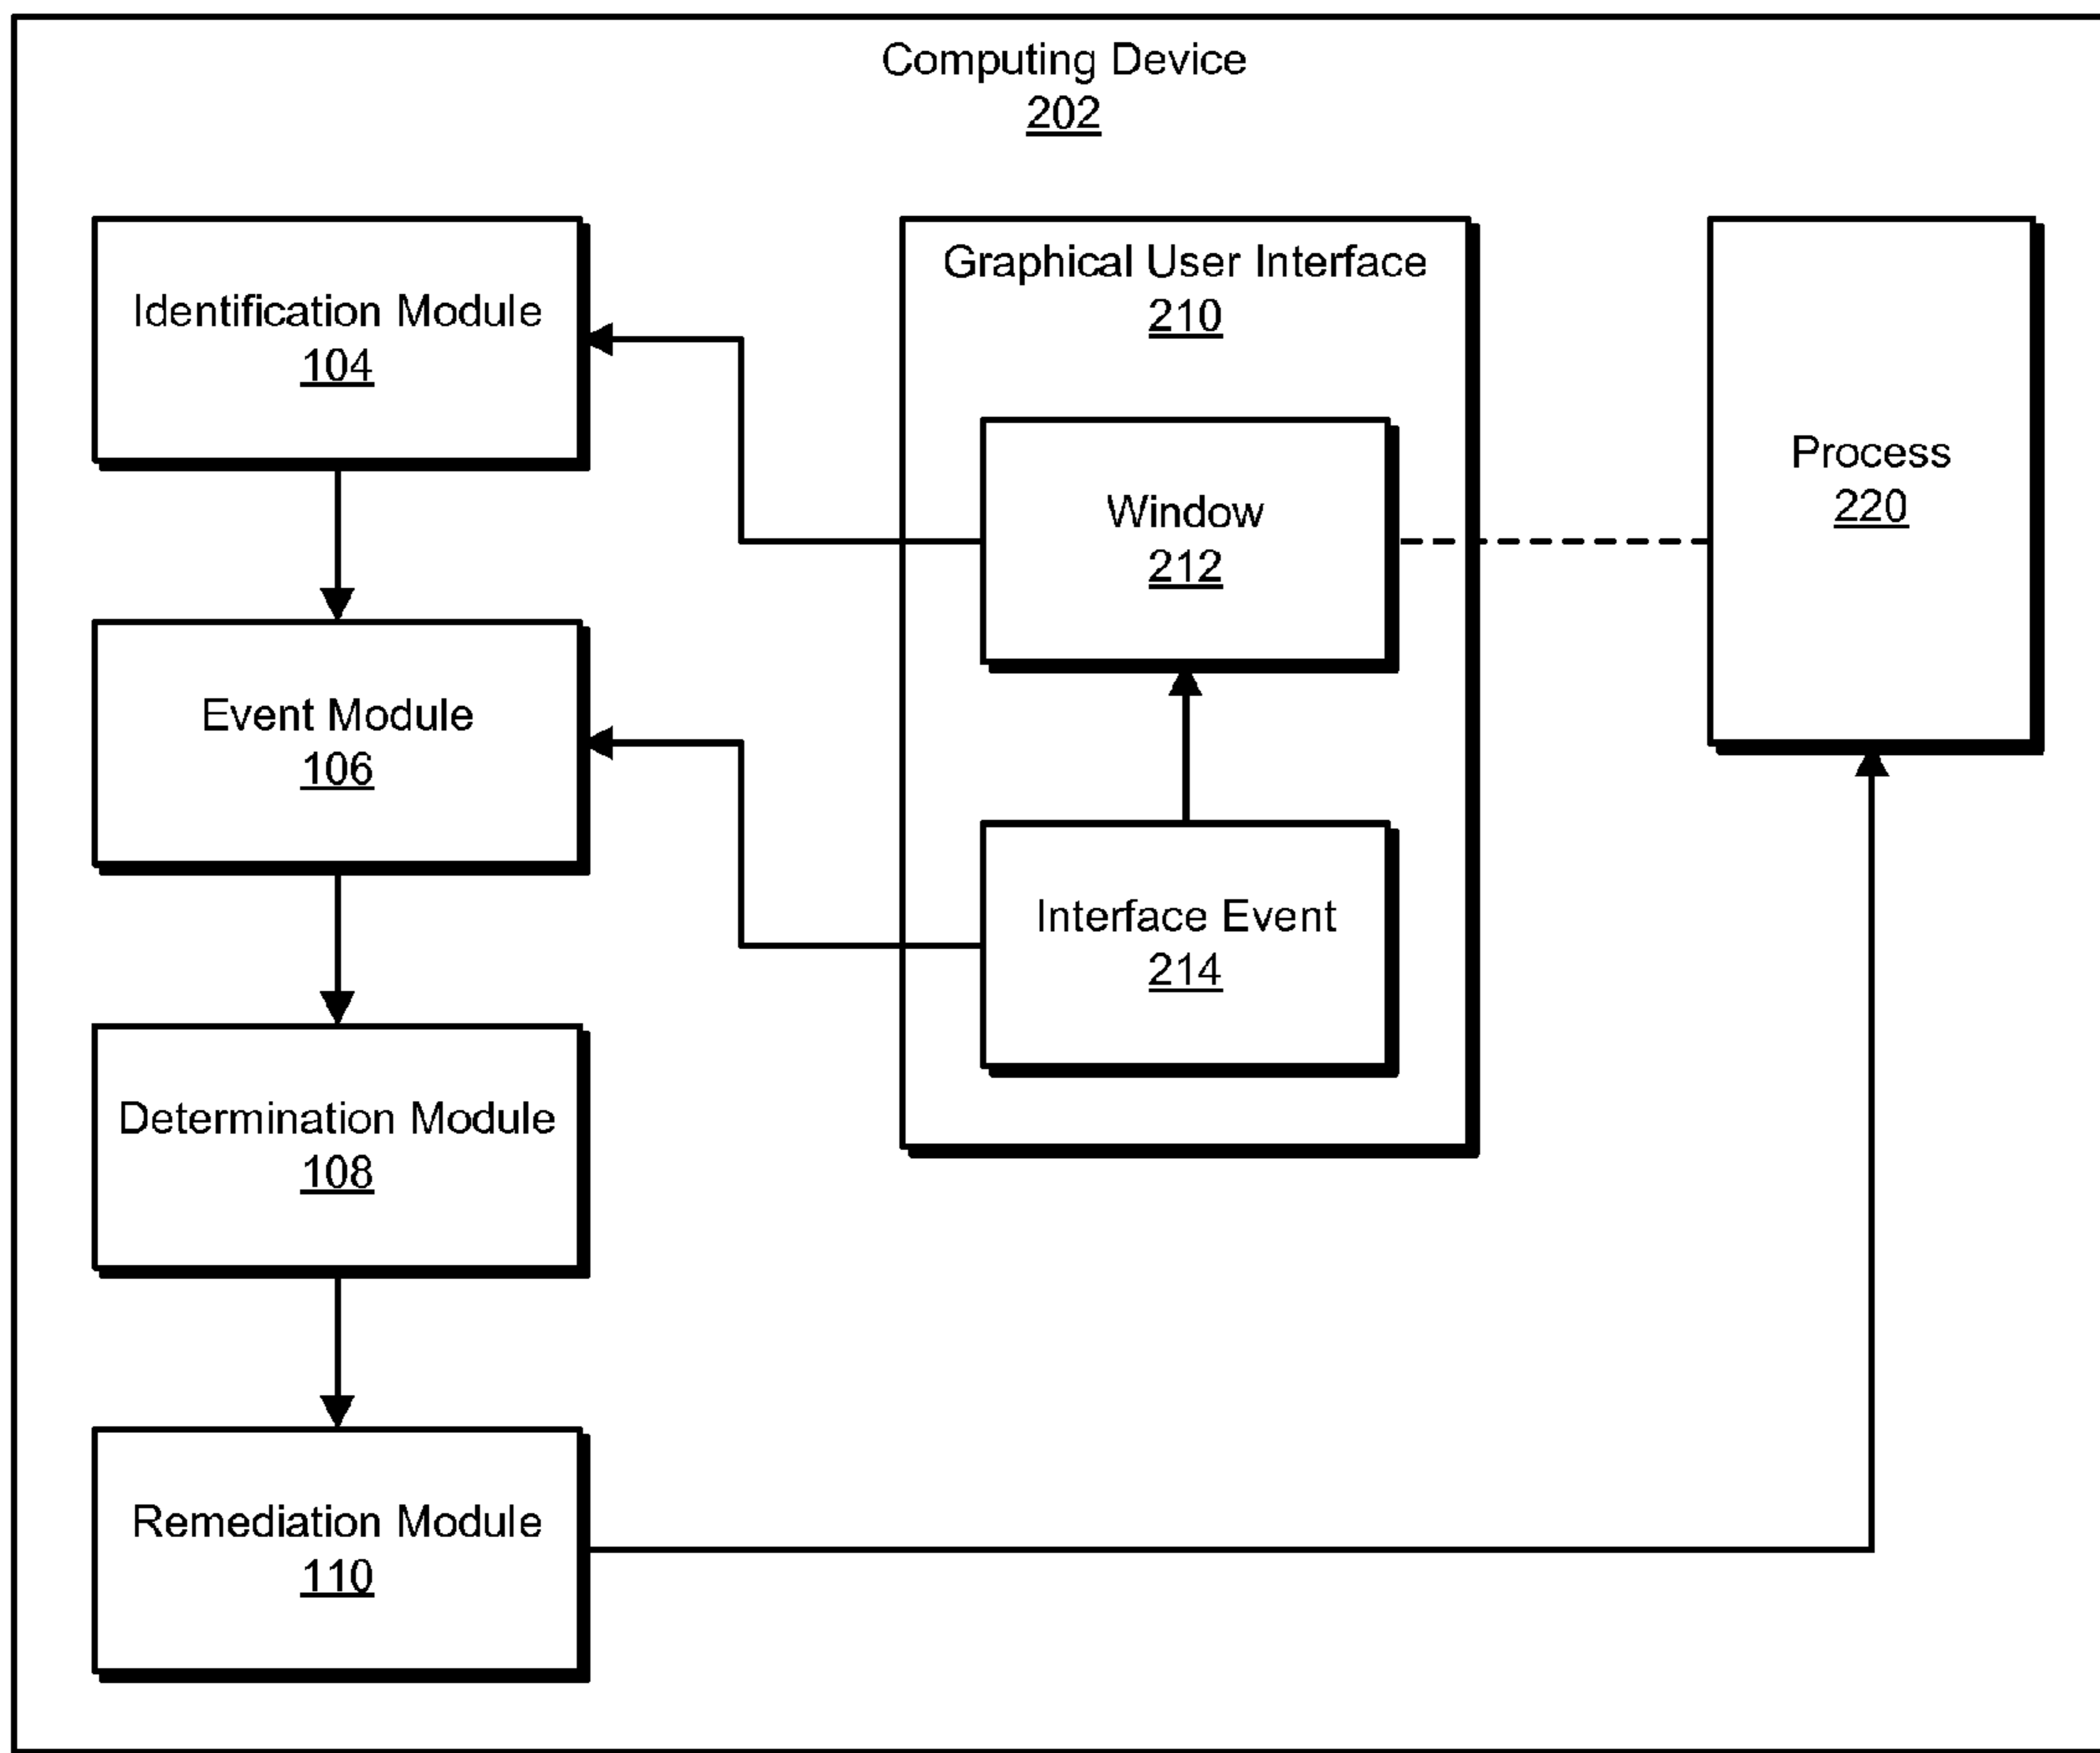 Computing Device
202
Identification Module
104
Graphical User Interface
210
Window
212
Process
220
Event Module
106
Interface Event
214
Determination Module
108
Remediation Module
110